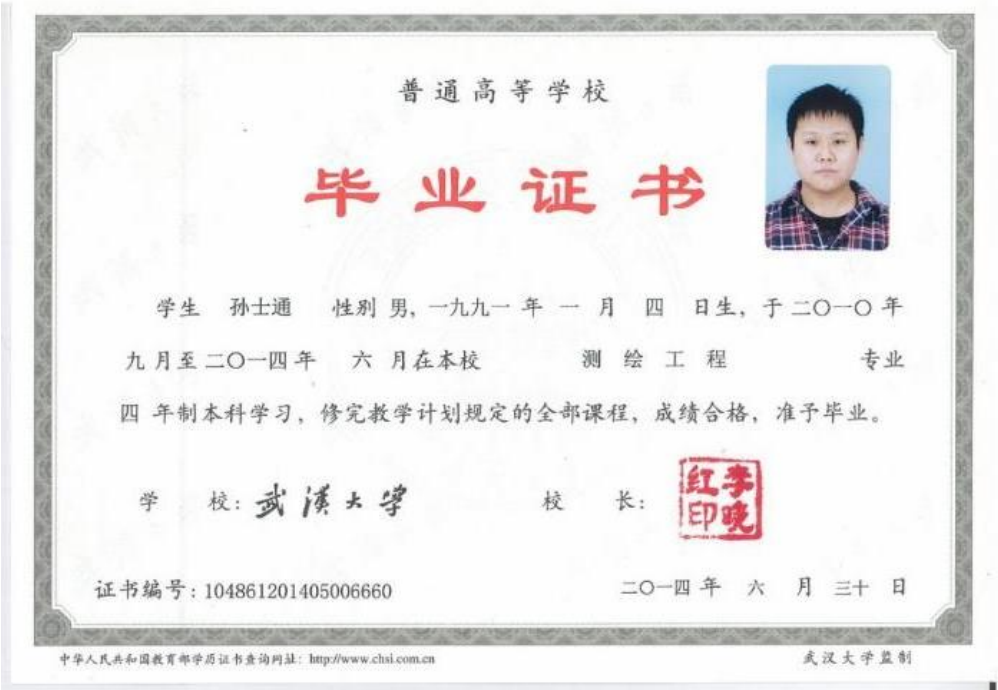 普通高等学校
毕业证书
学生 孙士通 性别 男, 一九九一 年 一 月 四 日生, 于 二〇一〇 年
九 月至 二〇一四 年 六 月在本校 测绘工程 专业
四 年制本科学习, 修完教学计划规定的全部课程, 成绩合格, 准予毕业。
学 校: 武漢大学 校 长: 李晓红印
证书编号: 104861201405006660 二〇一四 年 六 月 三十 日
中华人民共和国教育部学历证书查询网址: http://www.chsi.com.cn 武汉大学监制